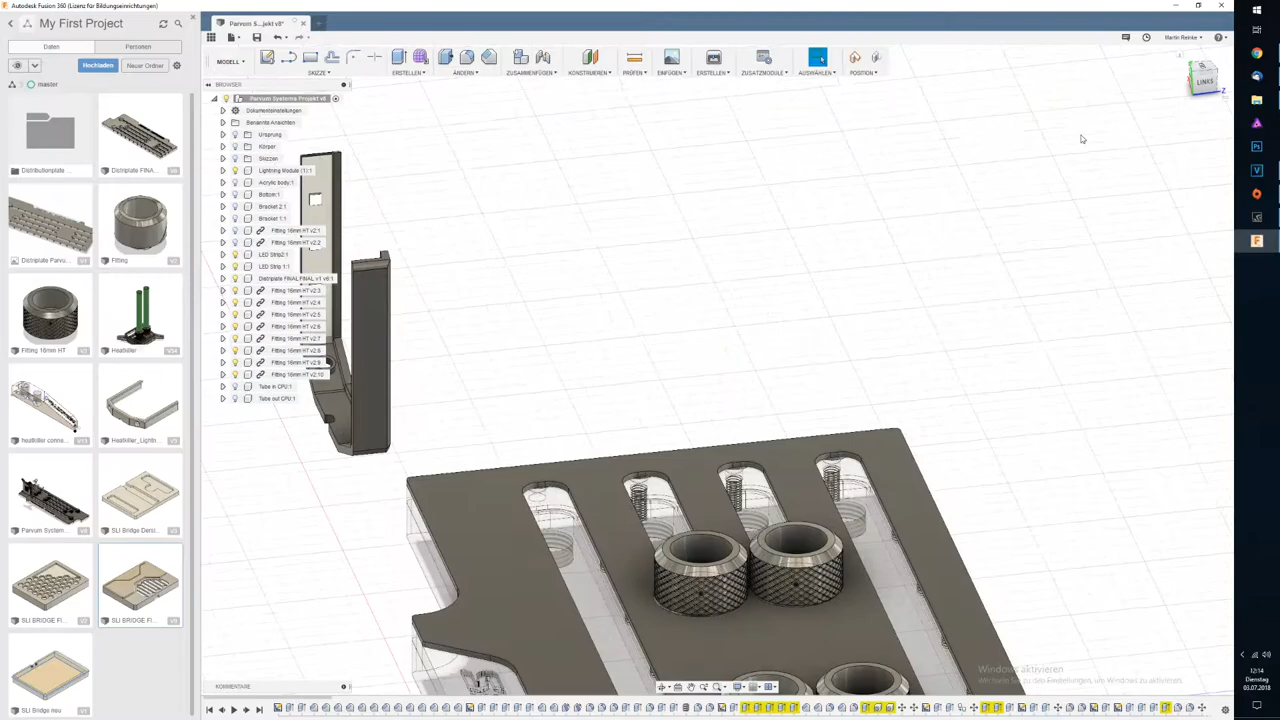 Autodesk Fusion 360 (Lizenz für Bildungseinrichtungen)
My First Project
Daten
Personen
Hochladen
Neuer Ordner
master
Distributionplate ...
Distriplate FINA...
Distriplate Parvu...
Fitting
Fitting 16mm HT
Heatkiller
V54
heatkiller conne...
Heatkiller_Lightn...
Parvum System...
SLI Bridge Densi...
SLI BRIDGE FI...
SLI BRIDGE FI...
SLI Bridge neu
Parvum S...jekt v8*
Martin Reinke
MODELL
SKIZZE
ERSTELLEN
ÄNDERN
ZUSAMMENFÜGEN
KONSTRUIEREN
PRÜFEN
EINFÜGEN
ERSTELLEN
ZUSATZMODULE
AUSWÄHLEN
POSITION
BROWSER
Parvum Systems Projekt v8
Dokumenteinstellungen
Benannte Ansichten
Ursprung
Körper
Skizzen
Lightning Module (1):1
Acrylic body:1
Bottom:1
Bracket 2:1
Bracket 1:1
Fitting 16mm HT v2:1
Fitting 16mm HT v2:2
LED Strip2:1
LED Strip 1:1
Distriplate FINAL FINAL v1 v6:1
Fitting 16mm HT v2:3
Fitting 16mm HT v2:4
Fitting 16mm HT v2:5
Fitting 16mm HT v2:6
Fitting 16mm HT v2:7
Fitting 16mm HT v2:8
Fitting 16mm HT v2:9
Fitting 16mm HT v2:10
Tube in CPU:1
Tube out CPU:1
LINKS
Z
KOMMENTARE
Windows aktivieren
Wechseln Sie zu den Einstellungen, um Windows zu aktivieren.
12:14
Dienstag
03.07.2018